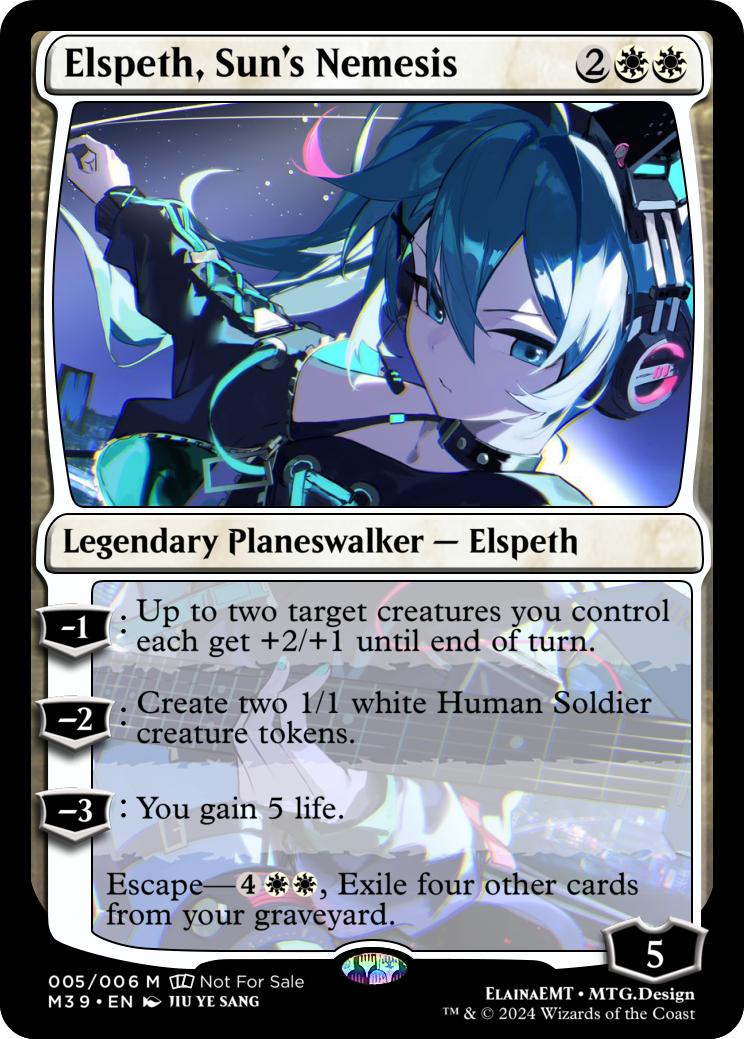 Elspeth, Sun's Nemesis 2
Legendary Planeswalker — Elspeth
−1 : Up to two target creatures you control
each get +2/+1 until end of turn.
−2 : Create two 1/1 white Human Soldier
creature tokens.
−3 : You gain 5 life.
Escape—4 , Exile four other cards
from your graveyard.
5
005/006 M Not For Sale
M39 • EN JIU YE SANG
ElainaEMT • MTG.Design
™ & © 2024 Wizards of the Coast